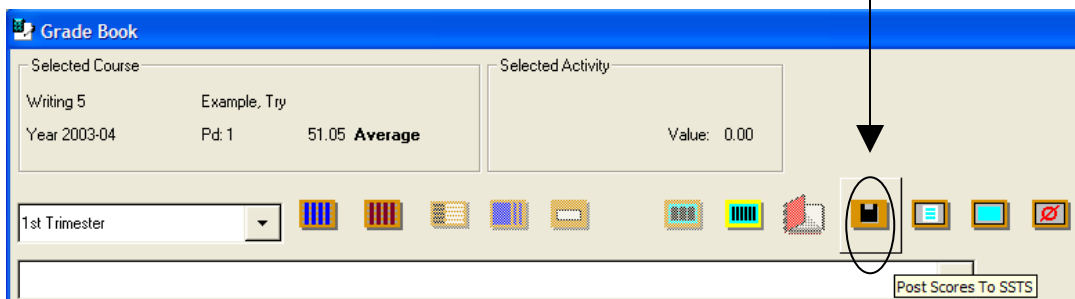 Grade Book
Selected Course
Selected Activity
Writing 5 Example, Try
Year 2003-04 Pd: 1 51.05 Average
Value: 0.00
1st Trimester
Post Scores To SSTS